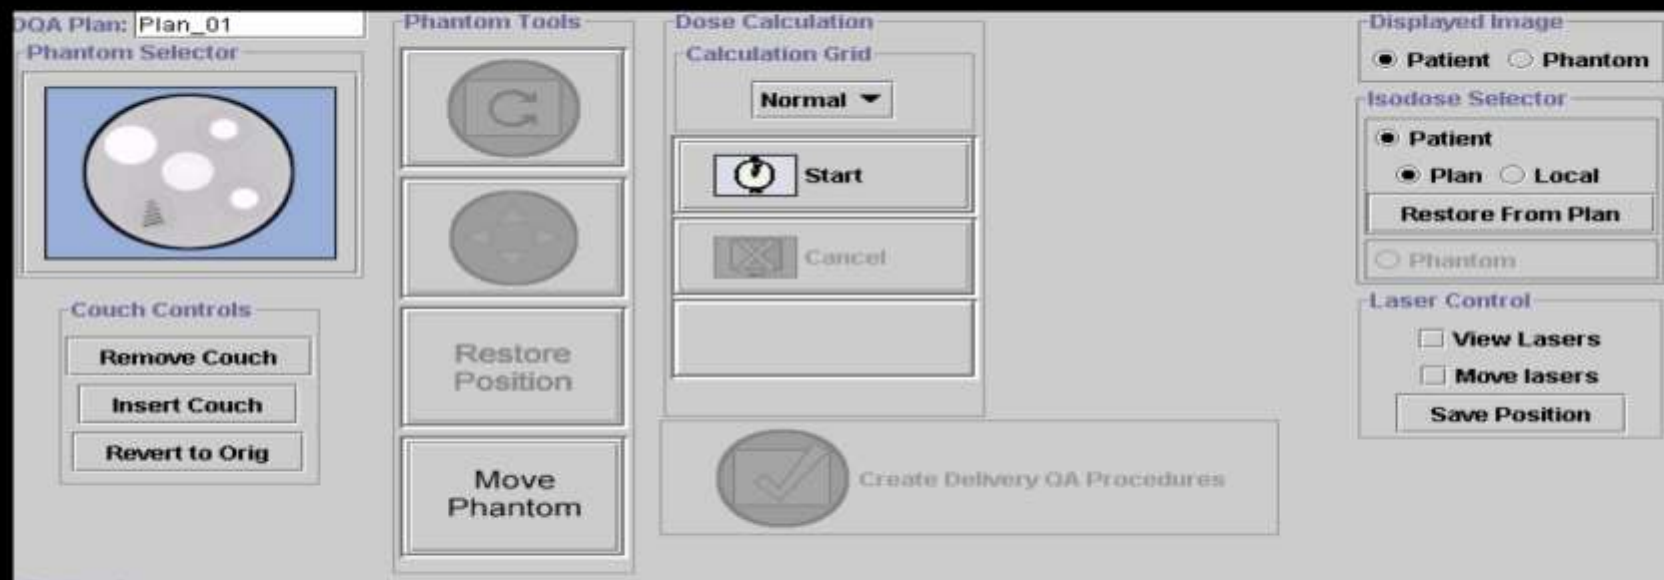 DQA Plan: Plan_01
Phantom Selector
Couch Controls
Remove Couch
Insert Couch
Revert to Orig
Phantom Tools
Restore
Position
Move
Phantom
Dose Calculation
Calculation Grid
Normal
Start
Cancel
Create Delivery QA Procedures
Displayed Image
Patient Phantom
Isodose Selector
Patient
Plan Local
Restore From Plan
Phantom
Laser Control
View Lasers
Move lasers
Save Position